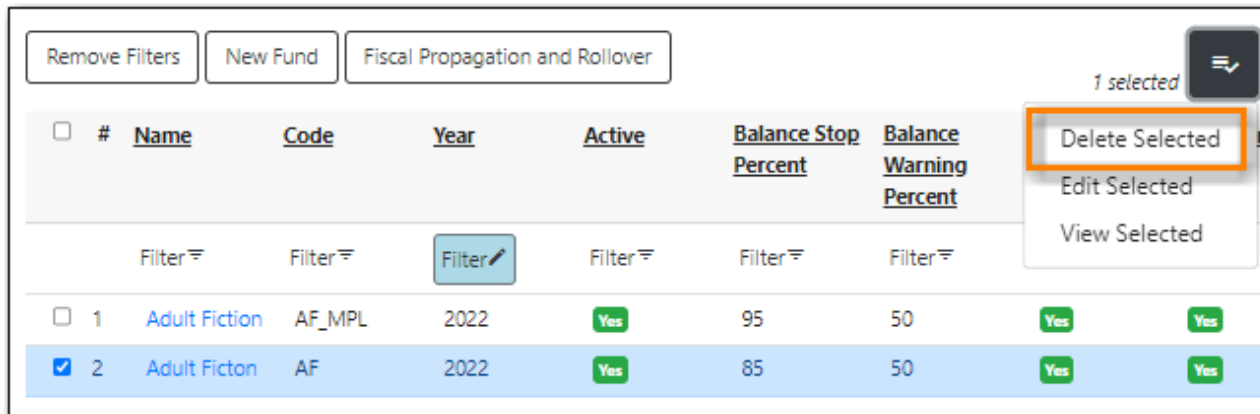 Remove Filters New Fund Fiscal Propagation and Rollover
1 selected
# Name Code Year Active Balance Stop Percent Balance Warning Percent
Delete Selected
Edit Selected
View Selected
Filter Filter Filter Filter Filter Filter
1 Adult Fiction AF_MPL 2022 Yes 95 50 Yes Yes
2 Adult Ficton AF 2022 Yes 85 50 Yes Yes